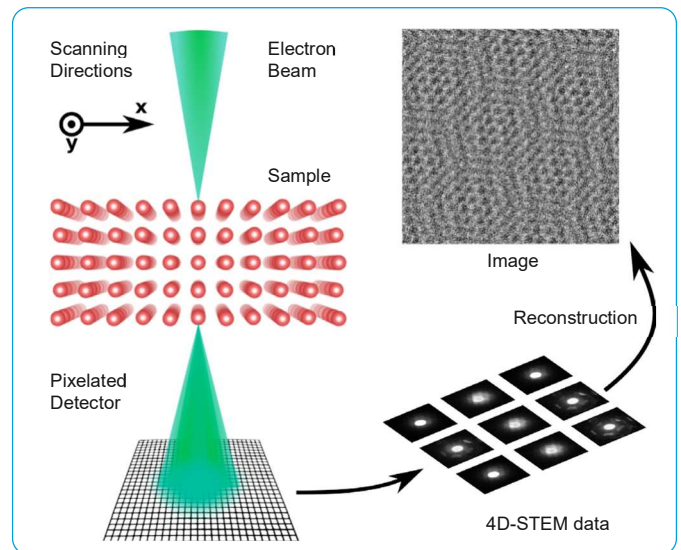 Scanning
Directions
Electron
Beam
x
y
Sample
Image
Reconstruction
Pixelated
Detector
4D-STEM data